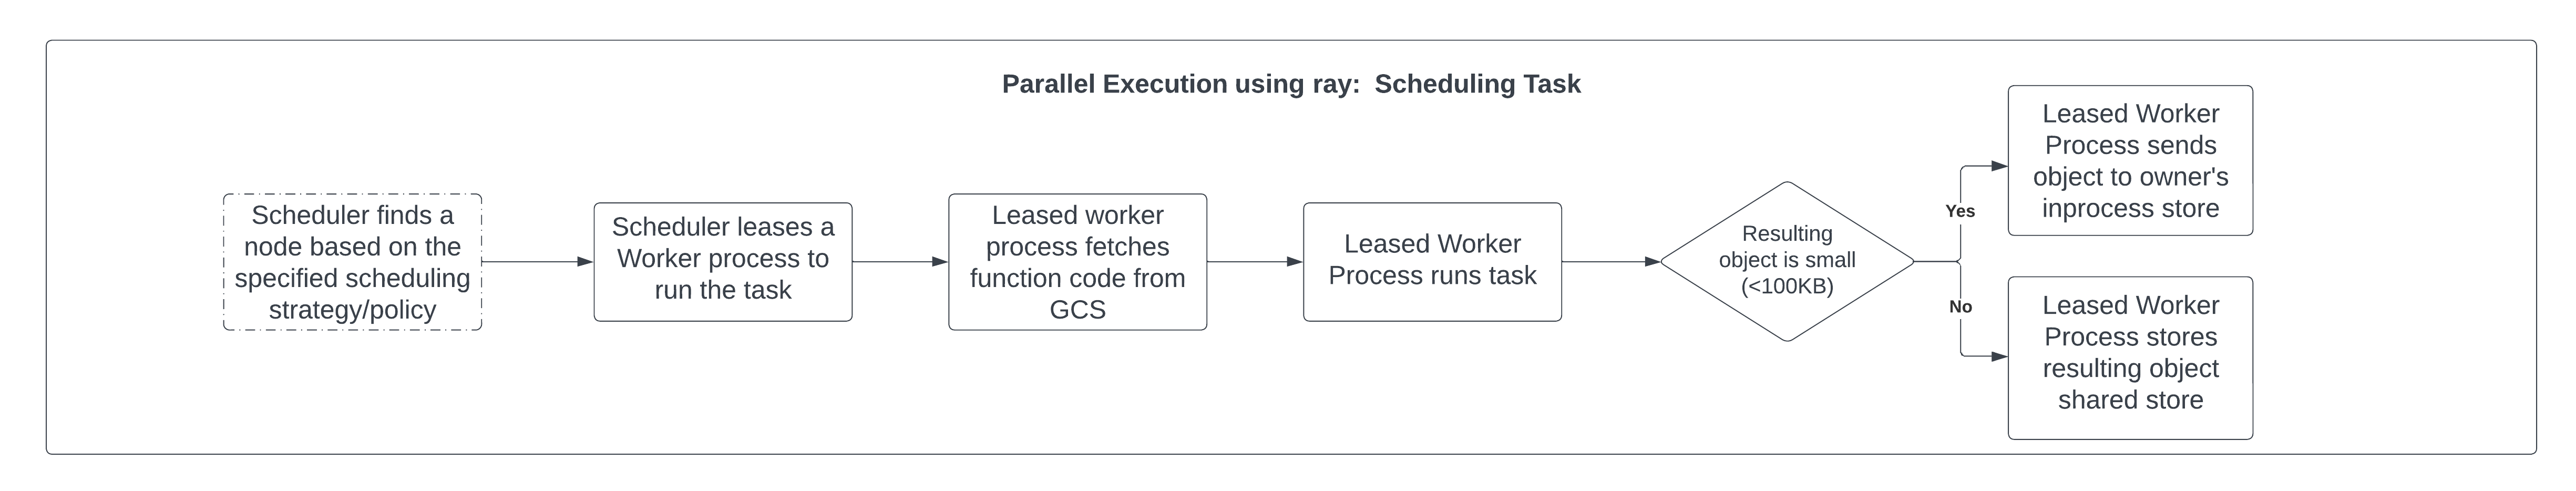 Parallel Execution using ray:  Scheduling Task
Scheduler finds a
node based on the
specified scheduling
strategy/policy
Scheduler leases a
Worker process to
run the task
Leased worker
process fetches
function code from
GCS
Leased Worker
Process runs task
Resulting
object is small
(<100KB)
Yes
Leased Worker
Process sends
object to owner's
inprocess store
No
Leased Worker
Process stores
resulting object
shared store